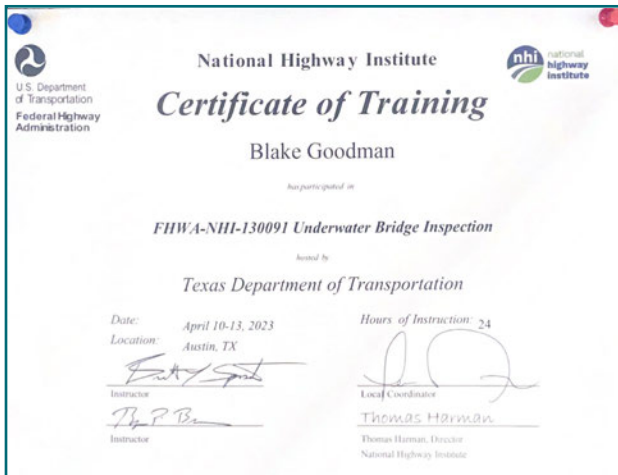 National Highway Institute
Certificate of Training
U.S. Department
of Transportation
Federal Highway
Administration
nhi national
highway
institute
Blake Goodman
has participated in
FHWA-NHI-130091 Underwater Bridge Inspection
hosted by
Texas Department of Transportation
Date: April 10-13, 2023
Location: Austin, TX
Hours of Instruction: 24
Instructor
Local Coordinator
Thomas Harman
Instructor
Thomas Harman, Director
National Highway Institute